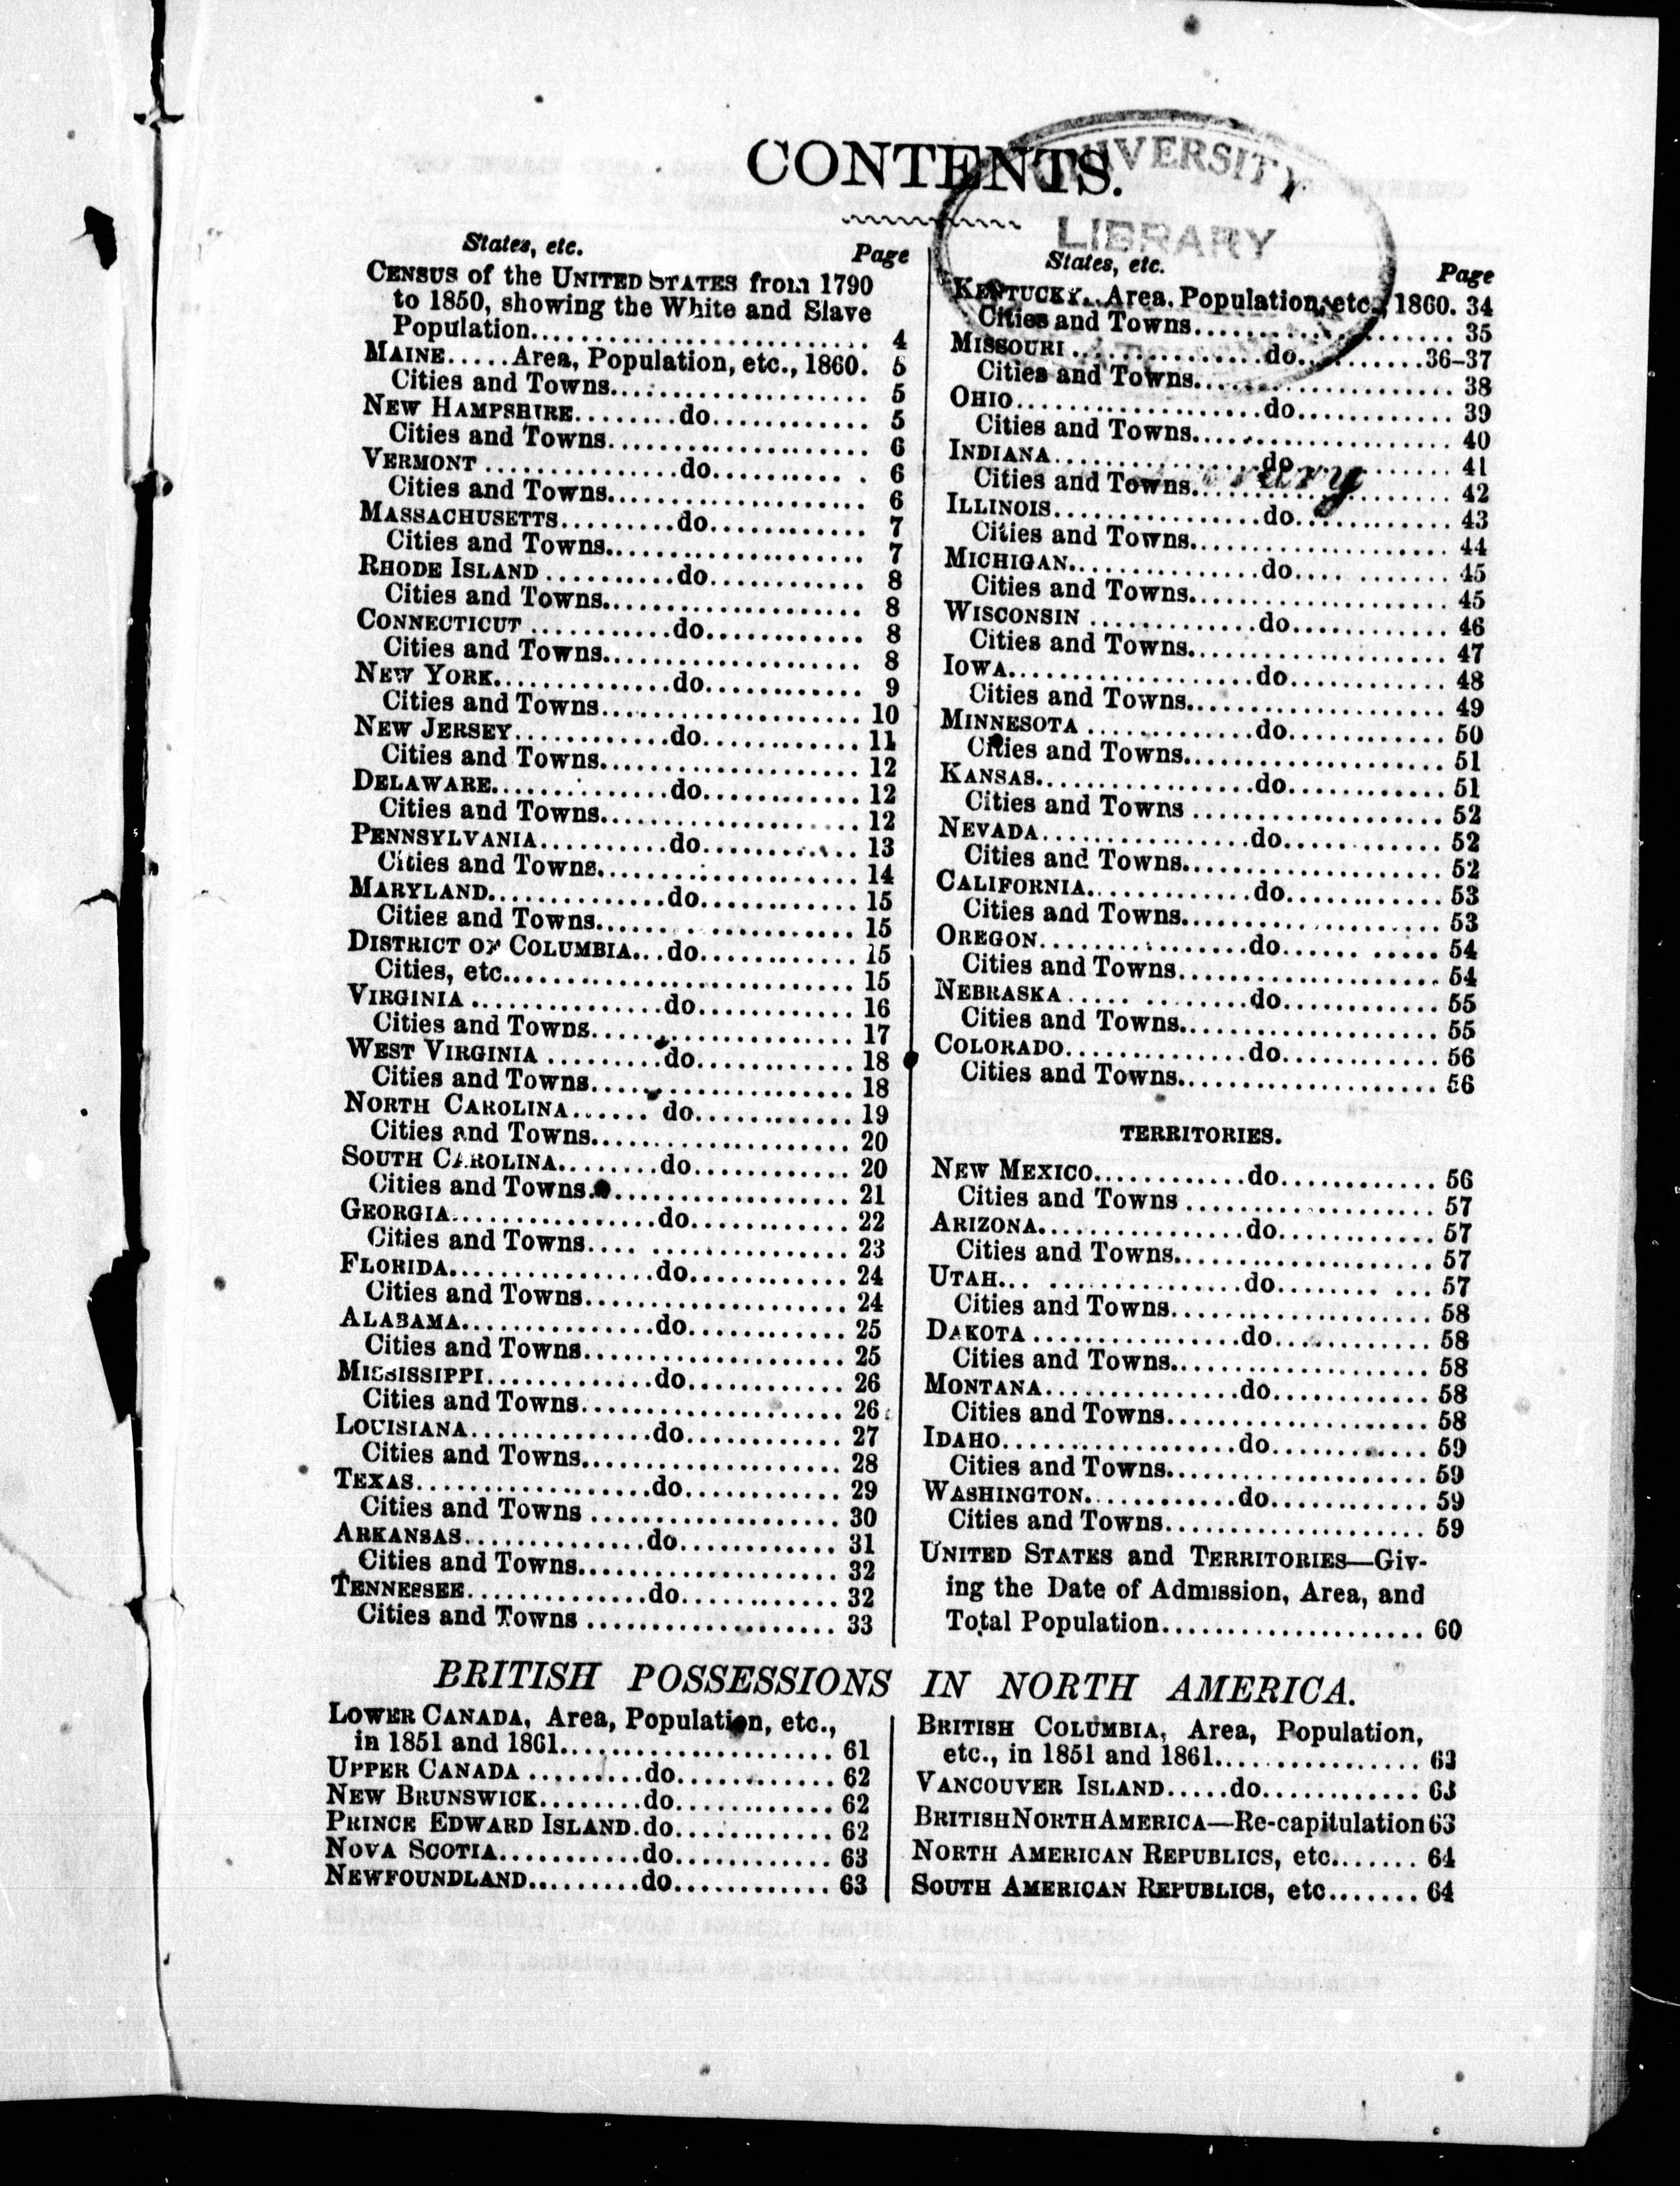 CONTENTS.
UNIVERSITY
LIBRARY
States, etc.
Page
CENSUS of the UNITED STATES from 1790
to 1850, showing the White and Slave
Population........................ 4
MAINE.....Area, Population, etc., 1860. 5
Cities and Towns...................... 5
NEW HAMPSHIRE........do............. 5
Cities and Towns...................... 6
VERMONT ................do........... . 6
Cities and Towns...................... 6
MASSACHUSETTS..........do............ 7
Cities and Towns...................... 7
RHODE ISLAND ...........do............ 8
Cities and Towns...................... 8
CONNECTICUT ............do............ 8
Cities and Towns...................... 8
NEW YORK...............do............ 9
Cities and Towns...................... 10
NEW JERSEY.............do............ 11
Cities and Towns...................... 12
DELAWARE...............do............ 12
Cities and Towns...................... 12
PENNSYLVANIA...........do............ 13
Cities and Towns...................... 14
MARYLAND...............do............ 15
Cities and Towns...................... 15
DISTRICT OF COLUMBIA...do............ 15
Cities, etc............................ 15
VIRGINIA .................do............ 16
Cities and Towns...................... 17
WEST VIRGINIA ..........do............ 18
Cities and Towns...................... 18
NORTH CAROLINA...... do............ 19
Cities and Towns...................... 20
SOUTH CAROLINA........do............ 20
Cities and Towns...................... 21
GEORGIA.................do............ 22
Cities and Towns.... ................. 23
FLORIDA.................do............ 24
Cities and Towns...................... 24
ALABAMA................do............ 25
Cities and Towns...................... 25
MISSISSIPPI..............do............ 26
Cities and Towns...................... 26
LOUISIANA...............do............ 27
Cities and Towns...................... 28
TEXAS....................do............ 29
Cities and Towns .................... 30
ARKANSAS...............do............ 31
Cities and Towns...................... 32
TENNESSEE...............do............ 32
Cities and Towns .................... 33
States, etc.
Page
KENTUCKY...Area, Population, etc., 1860. 34
Cities and Towns...................... 35
MISSOURI ................do..........36-37
Cities and Towns...................... 38
OHIO.....................do............. 39
Cities and Towns...................... 40
INDIANA..................do............. 41
Cities and Towns...................... 42
ILLINOIS..................do............. 43
Cities and Towns...................... 44
MICHIGAN................do.... ........ 45
Cities and Towns...................... 45
WISCONSIN ..............do............. 46
Cities and Towns...................... 47
IOWA.....................do............. 48
Cities and Towns...................... 49
MINNESOTA ..............do............ 50
Cities and Towns...................... 51
KANSAS...................do............ 51
Cities and Towns ..................... 52
NEVADA..................do............ 52
Cities and Towns...................... 52
CALIFORNIA..............do............ 53
Cities and Towns...................... 53
OREGON..................do...... ..... 54
Cities and Towns...................... 54
NEBRASKA..... .........do............ 55
Cities and Towns...................... 55
COLORADO...............do............ 56
Cities and Towns...................... 56
TERRITORIES.
NEW MEXICO.............do............ 56
Cities and Towns ..................... 57
ARIZONA.................do............ 57
Cities and Towns...................... 57
UTAH... ................do........ ... 57
Cities and Towns...................... 58
DAKOTA .................do............ 58
Cities and Towns...................... 58
MONTANA................do............ 58
Cities and Towns...................... 58
IDAHO....................do............ 59
Cities and Towns...................... 59
WASHINGTON.............do............ 59
Cities and Towns...................... 59
UNITED STATES and TERRITORIES—Giv-
ing the Date of Admission, Area, and
Total Population...................... 60
BRITISH POSSESSIONS IN NORTH AMERICA.
LOWER CANADA, Area, Population, etc.,
in 1851 and 1861...................... 61
UPPER CANADA ..........do............ 62
NEW BRUNSWICK.........do............ 62
PRINCE EDWARD ISLAND.do............ 62
NOVA SCOTIA............do............ 63
NEWFOUNDLAND.........do............ 63
BRITISH COLUMBIA, Area, Population,
etc., in 1851 and 1861................. 63
VANCOUVER ISLAND.....do............ 63
BRITISH NORTH AMERICA—Re-capitulation 63
NORTH AMERICAN REPUBLICS, etc....... 64
SOUTH AMERICAN REPUBLICS, etc....... 64